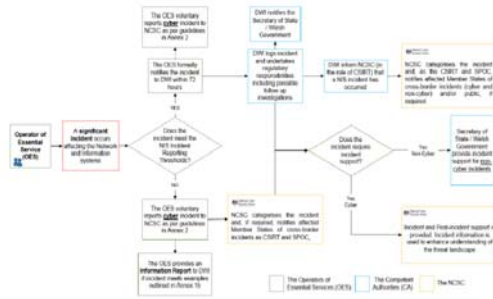 The OES voluntary
reports cyber incident to
NCSC as per guidelines
in Annex 2
DWI notifies the
Secretary of State /
Welsh
Government
The OES formally
notifies the incident
to DWI within 72
hours
DWI logs incident and
undertakes
regulatory
responsibilities
including possible
follow up
investigations
DWI inform NCSC (in
the role of CSIRT) that
a NIS incident has
occurred
NCSC categorises the incident
and, as the CSIRT and SPOC,
notifies affected Member States of
cross-border incidents (cyber and
non-cyber) and/or public, if
required
YES
Operator of
Essential
Service
(OES)
A significant
incident occurs
affecting the Network
and Information
systems
Does the
incident meet the
NIS Incident
Reporting
Thresholds?
Does the
incident require
incident
support?
Yes
Non-Cyber
Secretary of
State / Welsh
Government
provide incident
support for non-
cyber incidents
NO
Yes
Cyber
The OES voluntary
reports cyber incident to
NCSC as per guidelines
in Annex 2
NCSC categorises the incident
and, if required, notifies affected
Member States of cross-border
incidents as CSIRT and SPOC,
Incident and Post-incident support is
provided. Incident information is
used to enhance understanding of
the threat landscape
The OES provides an
Information Report to DWI
if incident meets examples
outlined in Annex
The Operators of
Essential Services (OES)
The Competent
Authorities (CA)
The NCSC